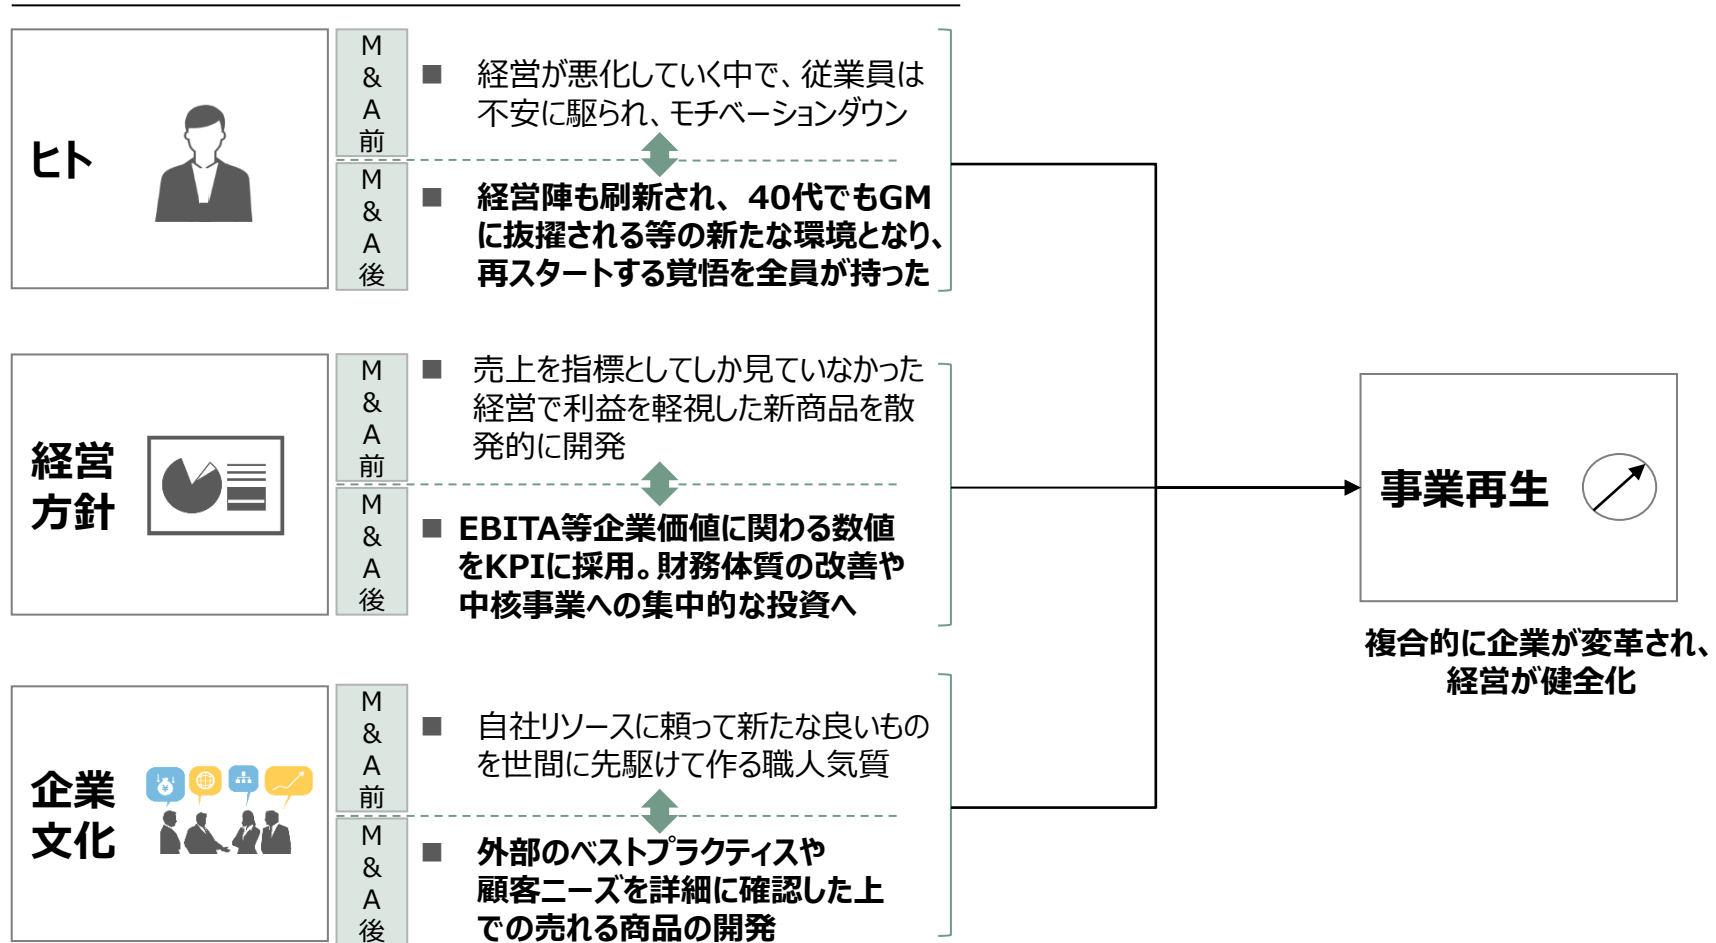 ヒト
M
&
A
前
■ 経営が悪化していく中で、従業員は
不安に駆られ、モチベーションダウン
M
&
A
後
■ 経営陣も刷新され、40代でもGM
に抜擢される等の新たな環境となり、
再スタートする覚悟を全員が持った
経営
方針
M
&
A
前
■ 売上を指標としてしか見ていなかった
経営で利益を軽視した新商品を散
発的に開発
M
&
A
後
■ EBITA等企業価値に関わる数値
をKPIに採用。財務体質の改善や
中核事業への集中的な投資へ
企業
文化
M
&
A
前
■ 自社リソースに頼って新たな良いもの
を世間に先駆けて作る職人気質
M
&
A
後
■ 外部のベストプラクティスや
顧客ニーズを詳細に確認した上
での売れる商品の開発
¥
事業再生
複合的に企業が変革され、
経営が健全化